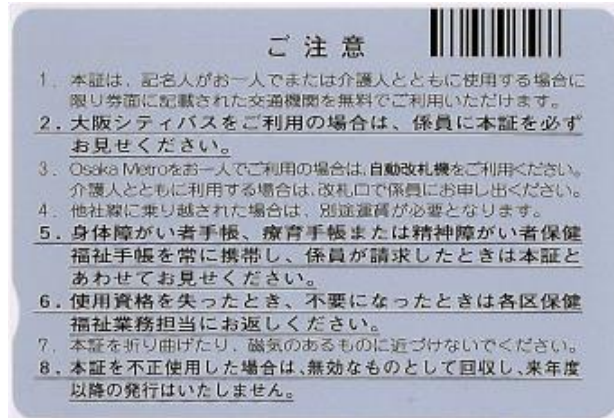 ご注意
1. 本証は、記名人がお一人でまたは介護人とともに使用する場合に
限り券面に記載された交通機関を無料でご利用いただけます。
2. 大阪シティバスをご利用の場合は、係員に本証を必ず
お見せください。
3. Osaka Metroをお一人でご利用の場合は、自動改札機をご利用ください。
介護人とともに利用する場合は、改札口で係員にお申し出ください。
4. 他社線に乗り越された場合は、別途運賃が必要となります。
5. 身体障がい者手帳、療育手帳または精神障がい者保健
福祉手帳を常に携帯し、係員が請求したときは本証と
あわせてお見せください。
6. 使用資格を失ったとき、不要になったときは各区保健
福祉業務担当にお返しください。
7. 本証を折り曲げたり、磁気のあるものに近づけないでください。
8. 本証を不正使用した場合は、無効なものとして回収し、来年度
以降の発行はいたしません。